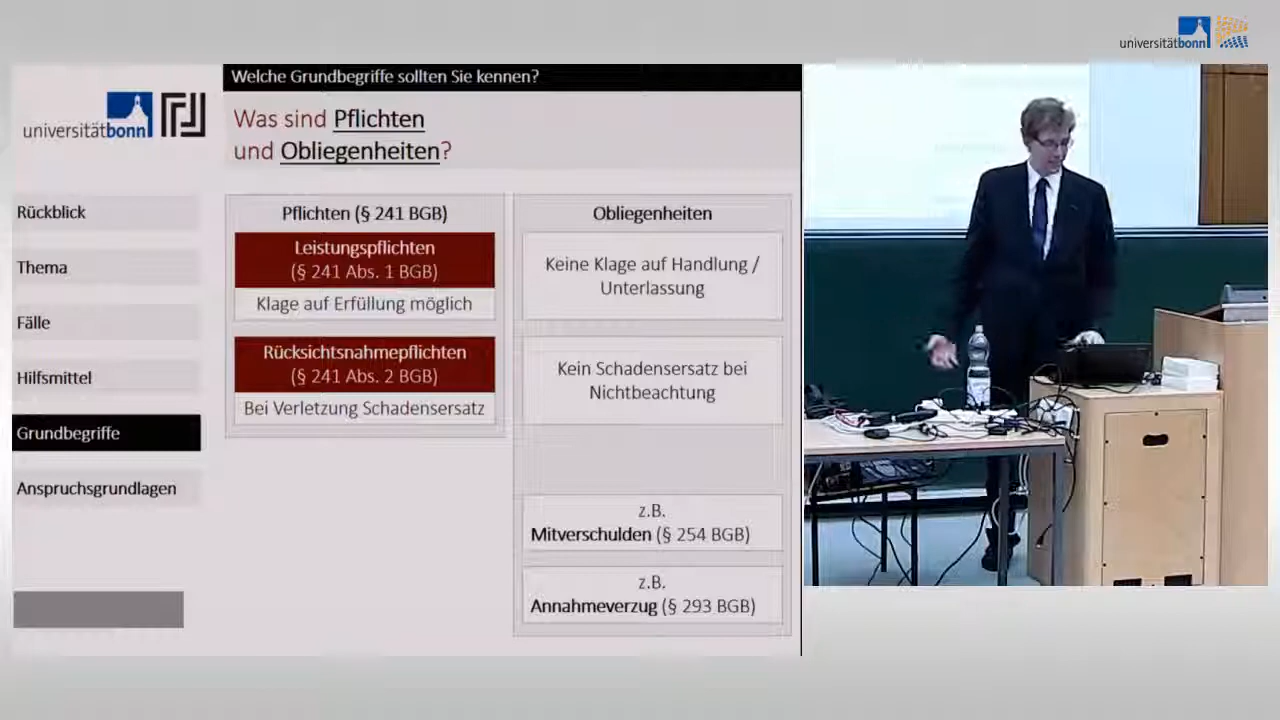 universitätbonn
Welche Grundbegriffe sollten Sie kennen?
universitätbonn
Was sind Pflichten
und Obliegenheiten?
Rückblick
Thema
Fälle
Hilfsmittel
Grundbegriffe
Anspruchsgrundlagen
Pflichten (§ 241 BGB)
Leistungspflichten
(§ 241 Abs. 1 BGB)
Klage auf Erfüllung möglich
Rücksichtsnahmepflichten
(§ 241 Abs. 2 BGB)
Bei Verletzung Schadensersatz
Obliegenheiten
Keine Klage auf Handlung /
Unterlassung
Kein Schadensersatz bei
Nichtbeachtung
z.B.
Mitverschulden (§ 254 BGB)
z.B.
Annahmeverzug (§ 293 BGB)